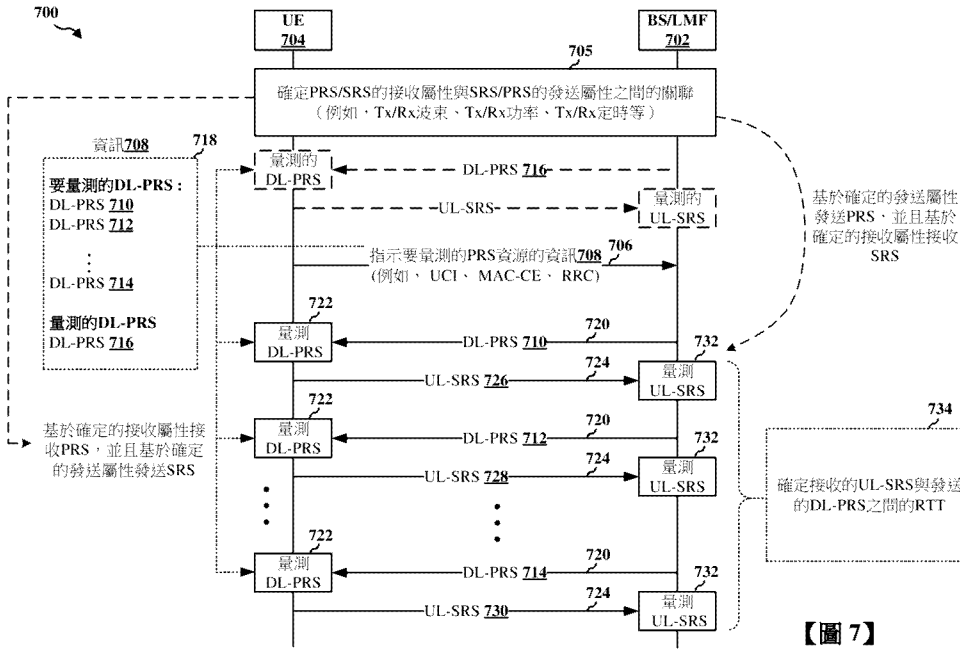 700
UE
704
BS/LMF
702
705
確定PRS/SRS的接收屬性與SRS/PRS的發送屬性之間的關聯
（例如，Tx/Rx波束、Tx/Rx功率、Tx/Rx定時等）
資訊708
718
要量測的DL-PRS：
DL-PRS 710
DL-PRS 712
DL-PRS 714
量測的DL-PRS
DL-PRS 716
量測的
DL-PRS
DL-PRS 716
UL-SRS
量測的
UL-SRS
基於確定的發送屬性
發送PRS，並且基於
確定的接收屬性接收
SRS
指示要量測的PRS資源的資訊708
706
(例如， UCI、 MAC-CE、 RRC)
722
量測
DL-PRS
720
DL-PRS 710
732
量測
UL-SRS
724
UL-SRS 726
722
量測
DL-PRS
720
DL-PRS 712
基於確定的接收屬性接
收PRS，並且基於確定
的發送屬性發送SRS
724
UL-SRS 728
732
量測
UL-SRS
734
確定接收的UL-SRS與發送
的DL-PRS之間的RTT
722
量測
DL-PRS
720
DL-PRS 714
724
UL-SRS 730
732
量測
UL-SRS
【圖 7】